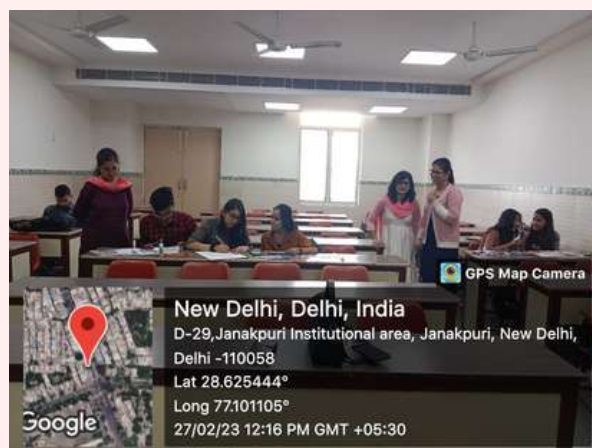 GPS Map Camera
New Delhi, Delhi, India
D-29,Janakpuri Institutional area, Janakpuri, New Delhi,
Delhi -110058
Lat 28.625444°
Long 77.101105°
27/02/23 12:16 PM GMT +05:30
Google